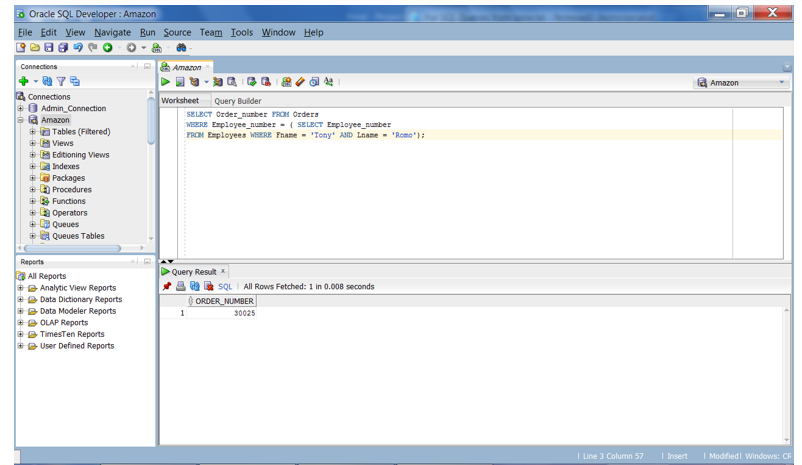 Oracle SQL Developer : Amazon
File Edit View Navigate Run Source Team Tools Window Help
Connections
Connections
Admin_Connection
Amazon
Tables (Filtered)
Views
Editioning Views
Indexes
Packages
Procedures
Functions
Operators
Queues
Queues Tables
Reports
All Reports
Analytic View Reports
Data Dictionary Reports
Data Modeler Reports
OLAP Reports
TimesTen Reports
User Defined Reports
Amazon
Amazon
Worksheet Query Builder
SELECT Order_number FROM Orders
WHERE Employee_number = ( SELECT Employee_number
FROM Employees WHERE Fname = 'Tony' AND Lname = 'Romo');
Query Result x
SQL | All Rows Fetched: 1 in 0.008 seconds
ORDER_NUMBER
1 30025
| Line 3 Column 57 | Insert | Modified | Windows: CR